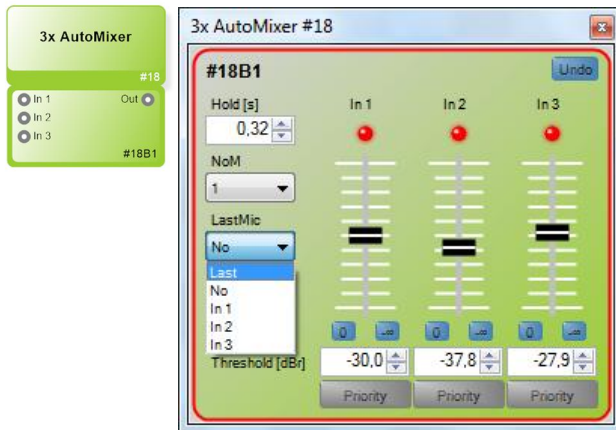 3x AutoMixer
#18
In 1 Out
In 2
In 3
#18B1
3x AutoMixer #18
x
#18B1 Undo
Hold [s] In 1 In 2 In 3
0,32
NoM
1
LastMic
No
Last
No
In 1
In 2
In 3
0 -∞ 0 -∞ 0 -∞
Threshold [dBr] -30,0 -37,8 -27,9
Priority Priority Priority